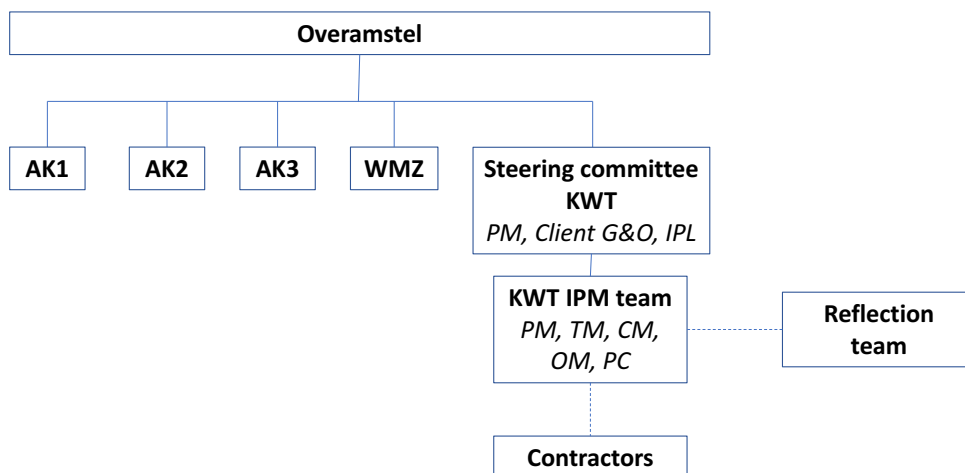 Overamstel
AK1
AK2
AK3
WMZ
Steering committee
KWT
PM, Client G&O, IPL
KWT IPM team
PM, TM, CM,
OM, PC
Reflection
team
Contractors